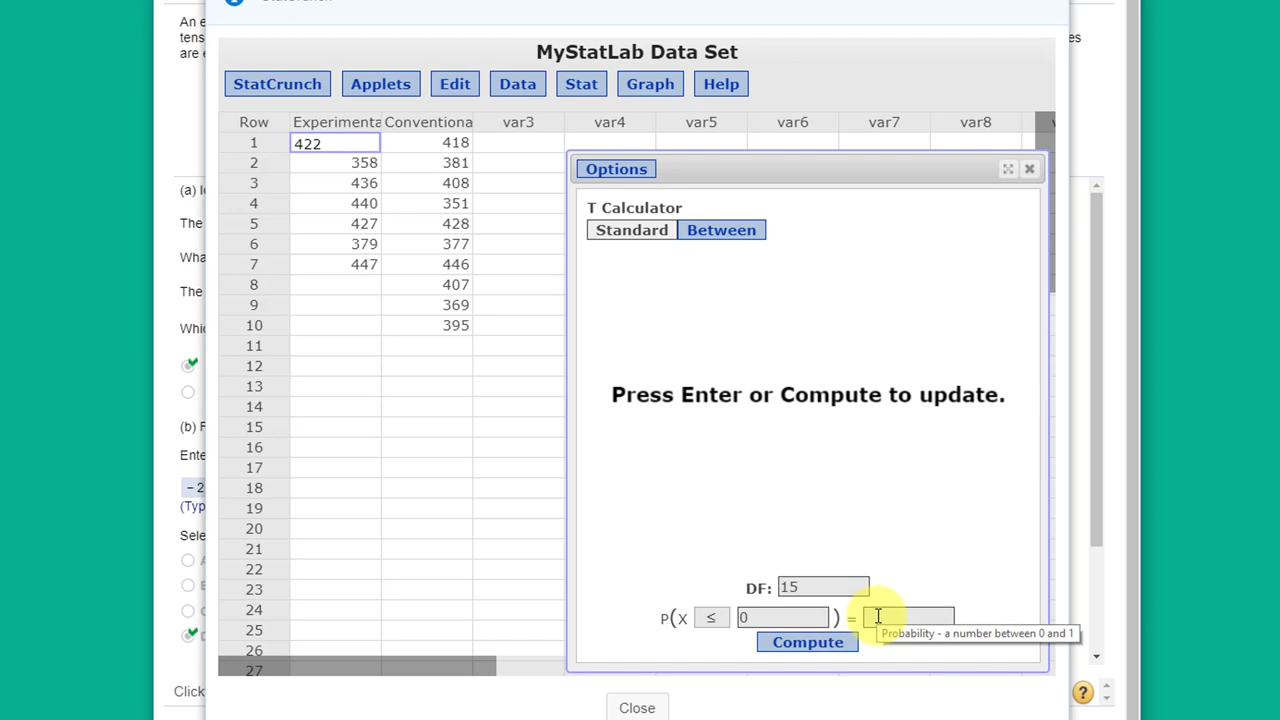 An e
tens
are e
es
MyStatLab Data Set
StatCrunch Applets Edit Data Stat Graph Help
Row Experimenta Conventiona var3 var4 var5 var6 var7 var8
1 422 418
2 358 381
3 436 408
4 440 351
5 427 428
6 379 377
7 447 446
8 407
9 369
10 395
11
12
13
14
15
16
17
18
19
20
21
22
23
24
25
26
27
Options
T Calculator
Standard Between
Press Enter or Compute to update.
DF: 15
P(X ≤ 0 ) =
Probability - a number between 0 and 1
Compute
(a) Id
The
Wha
The
Whic
(b) F
Ente
– 2
(Typ
Sele
Click
?
Close